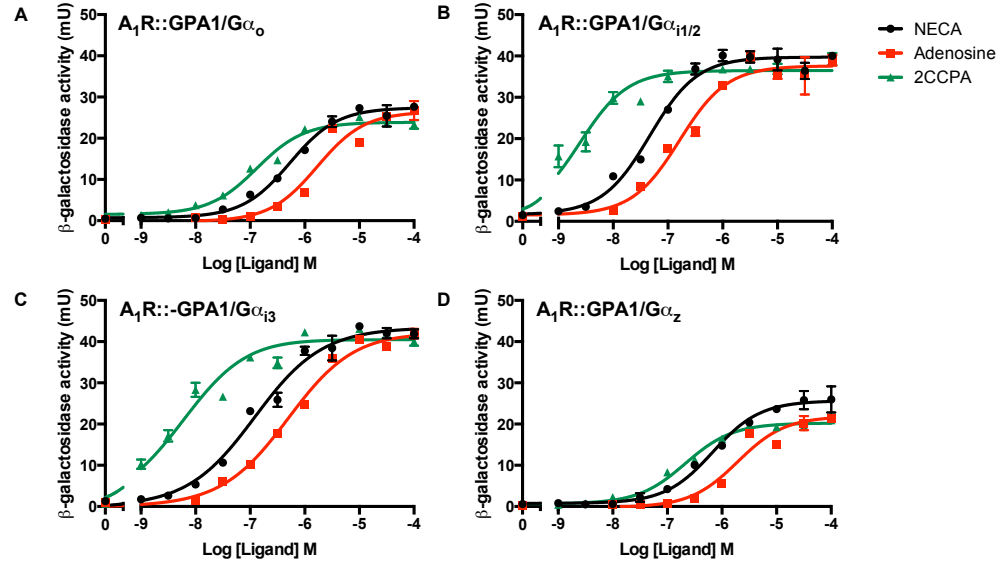 A
A₁R::GPA1/Gαₒ
β-galactosidase activity (mU)
50
40
30
20
10
0
0 -9 -8 -7 -6 -5 -4
Log [Ligand] M
B
A₁R::GPA1/Gαᵢ₁/₂
β-galactosidase activity (mU)
50
40
30
20
10
0
0 -9 -8 -7 -6 -5 -4
Log [Ligand] M
NECA
Adenosine
2CCPA
C
A₁R::-GPA1/Gαᵢ₃
β-galactosidase activity (mU)
50
40
30
20
10
0
0 -9 -8 -7 -6 -5 -4
Log [Ligand] M
D
A₁R::GPA1/Gα_z
β-galactosidase activity (mU)
50
40
30
20
10
0
0 -9 -8 -7 -6 -5 -4
Log [Ligand] M